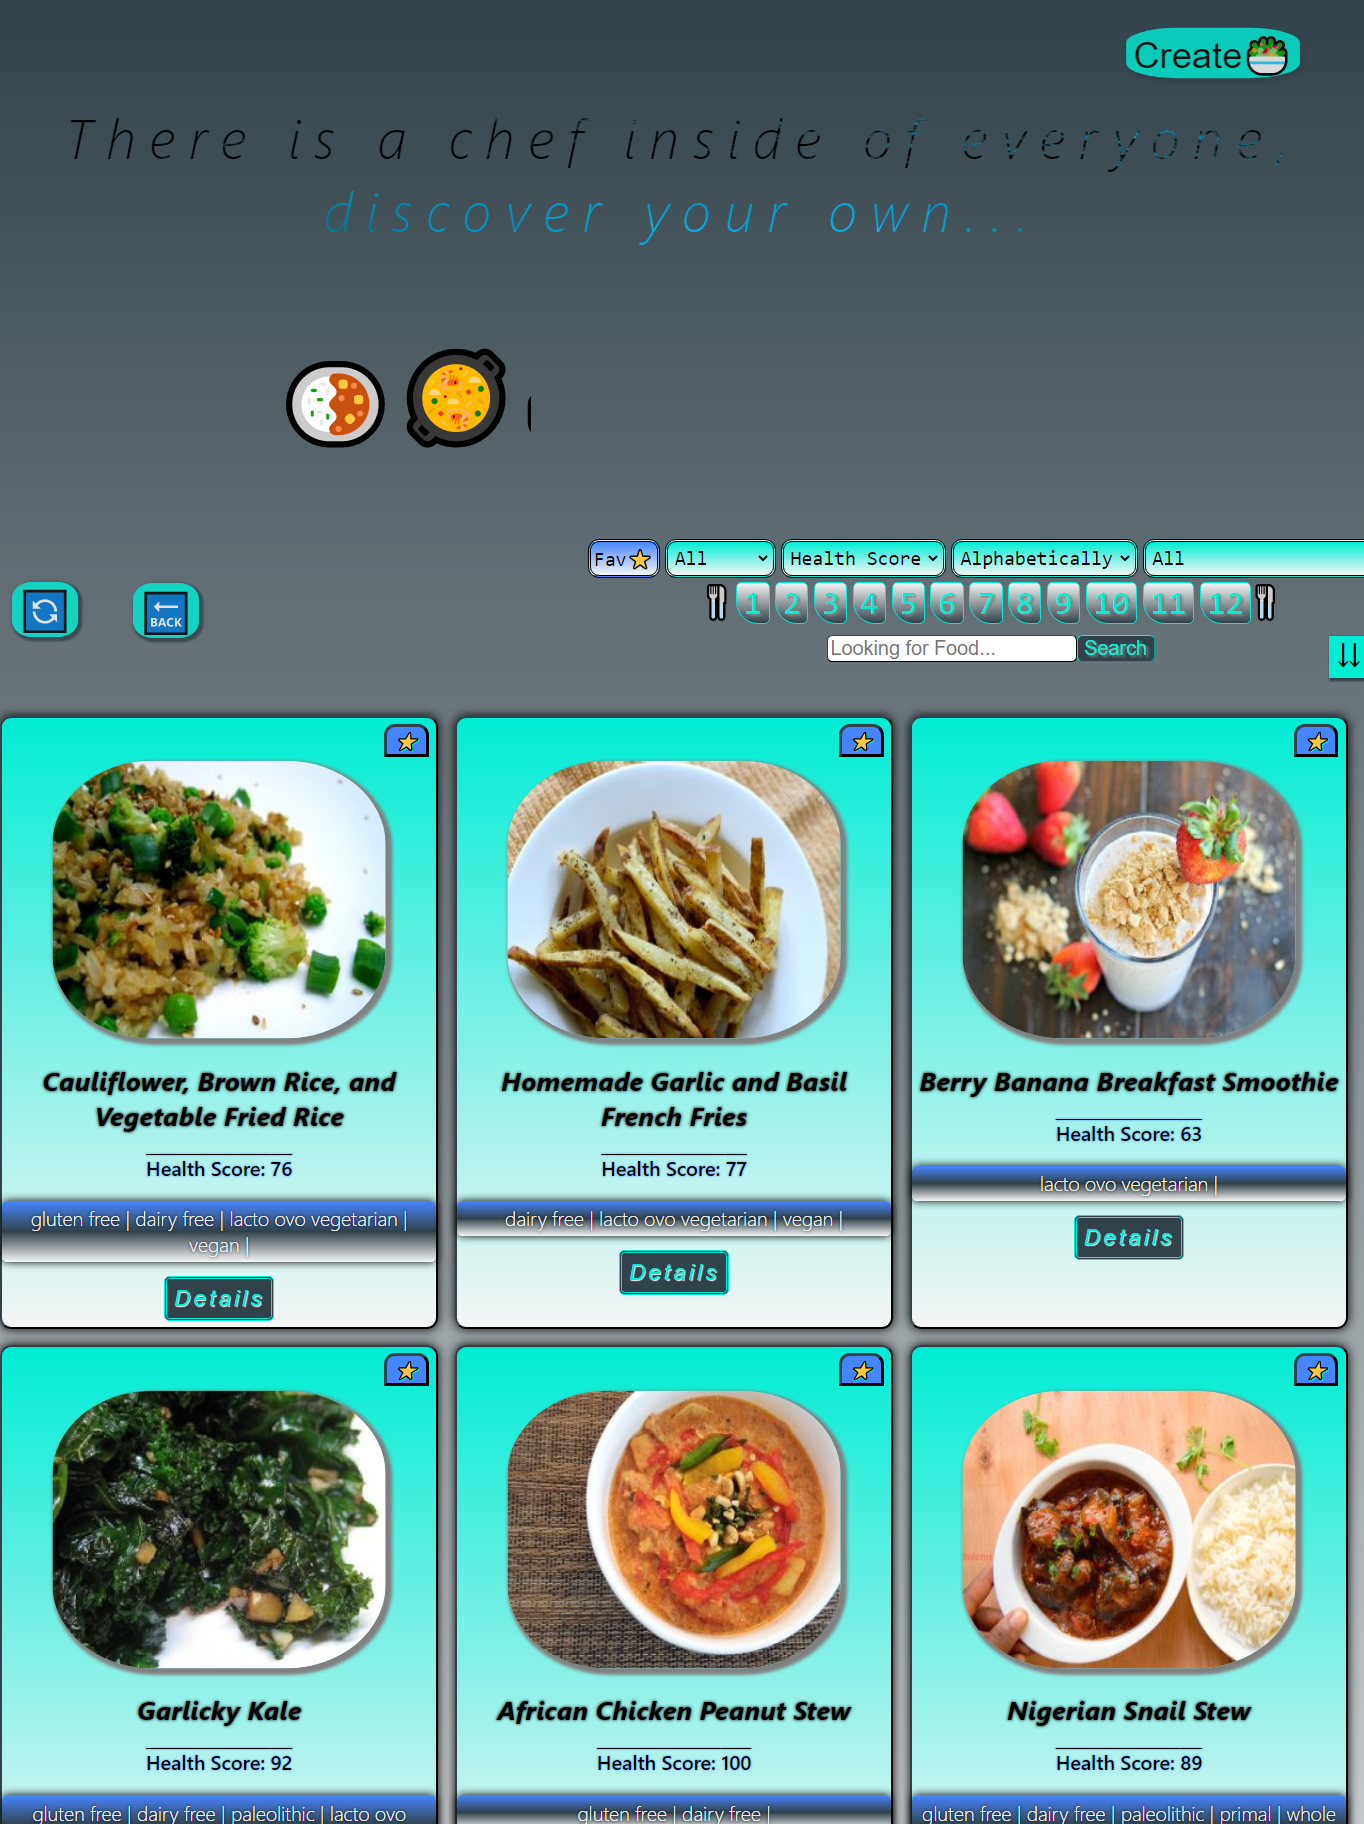 Create
There is a chef inside of everyone,
discover your own...
Fav All Health Score Alphabetically All
1 2 3 4 5 6 7 8 9 10 11 12
BACK
Looking for Food... Search
Cauliflower, Brown Rice, and
Vegetable Fried Rice
Health Score: 76
gluten free | dairy free | lacto ovo vegetarian |
vegan |
Details
Homemade Garlic and Basil
French Fries
Health Score: 77
dairy free | lacto ovo vegetarian | vegan |
Details
Berry Banana Breakfast Smoothie
Health Score: 63
lacto ovo vegetarian |
Details
Garlicky Kale
Health Score: 92
gluten free | dairy free | paleolithic | lacto ovo
African Chicken Peanut Stew
Health Score: 100
gluten free | dairy free |
Nigerian Snail Stew
Health Score: 89
gluten free | dairy free | paleolithic | primal | whole